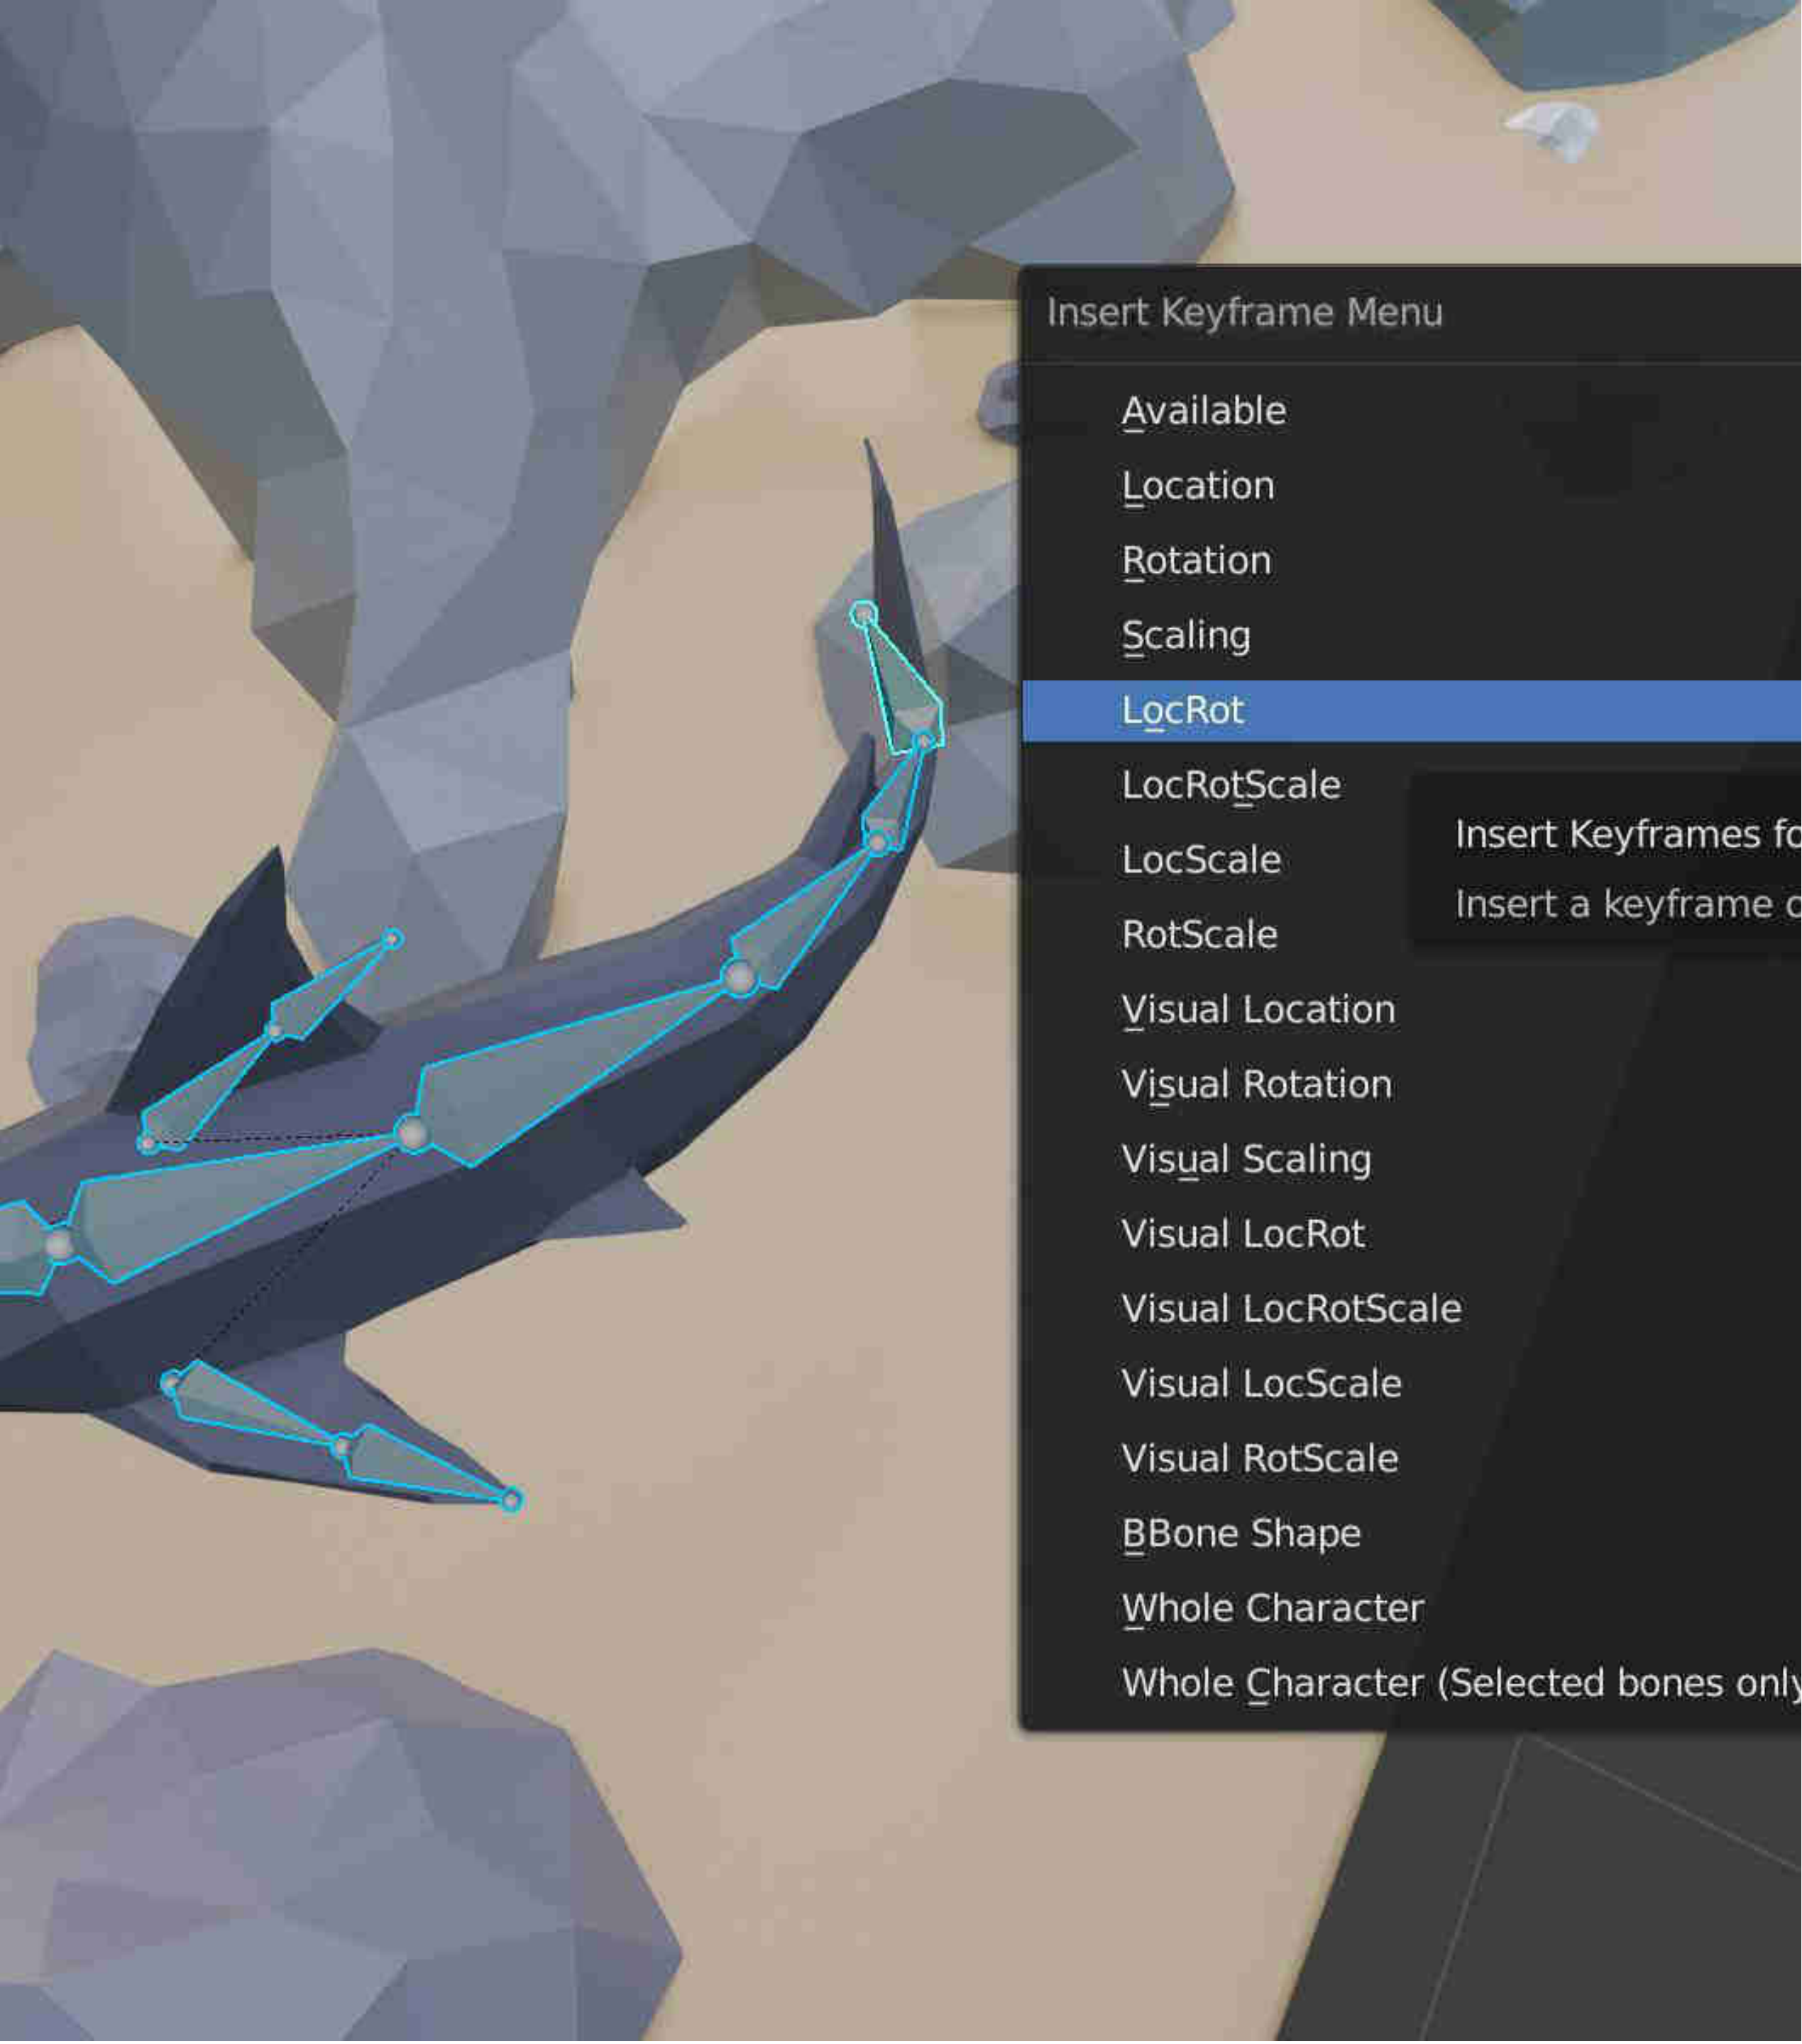 Insert Keyframe Menu
Available
Location
Rotation
Scaling
LocRot
LocRotScale
Insert Keyframes
LocScale
Insert a keyframe
RotScale
Visual Location
Visual Rotation
Visual Scaling
Visual LocRot
Visual LocRotScale
Visual LocScale
Visual RotScale
BBone Shape
Whole Character
Whole Character (Selected bones only